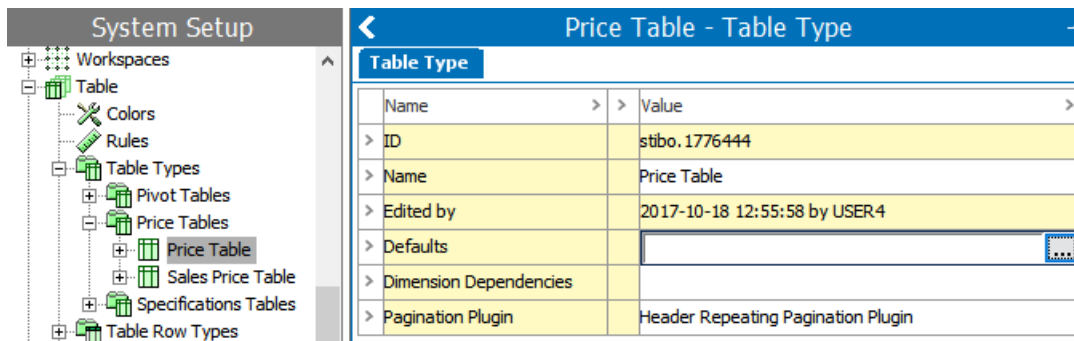 System Setup
Workspaces
Table
Colors
Rules
Table Types
Pivot Tables
Price Tables
Price Table
Sales Price Table
Specifications Tables
Table Row Types
Price Table - Table Type
Table Type
Name > > Value >
> ID stibo.1776444
> Name Price Table
> Edited by 2017-10-18 12:55:58 by USER4
> Defaults ...
> Dimension Dependencies
> Pagination Plugin Header Repeating Pagination Plugin